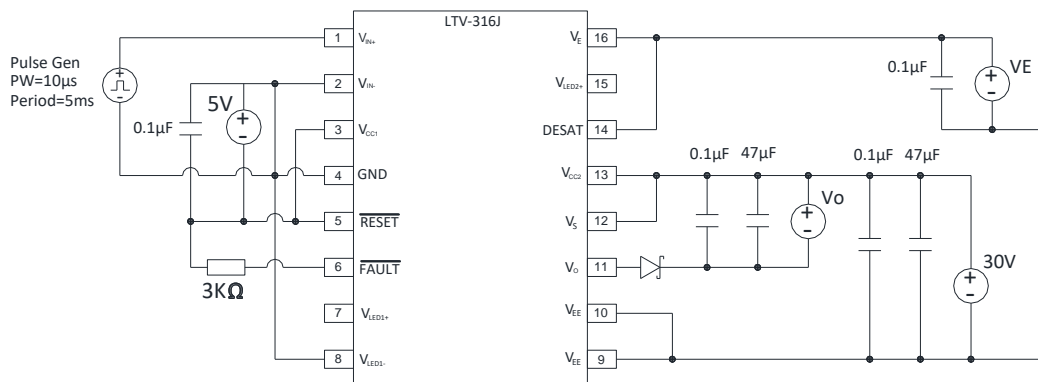 LTV-316J
Pulse Gen
PW=10µs
Period=5ms
0.1µF
5V
3KΩ
1 VIN+
2 VIN-
3 VCC1
4 GND
5 RESET
6 FAULT
7 VLED1+
8 VLED1-
VE 16
VLED2+ 15
DESAT 14
VCC2 13
VS 12
VO 11
VEE 10
VEE 9
0.1µF
VE
0.1µF 47µF
Vo
0.1µF 47µF
30V